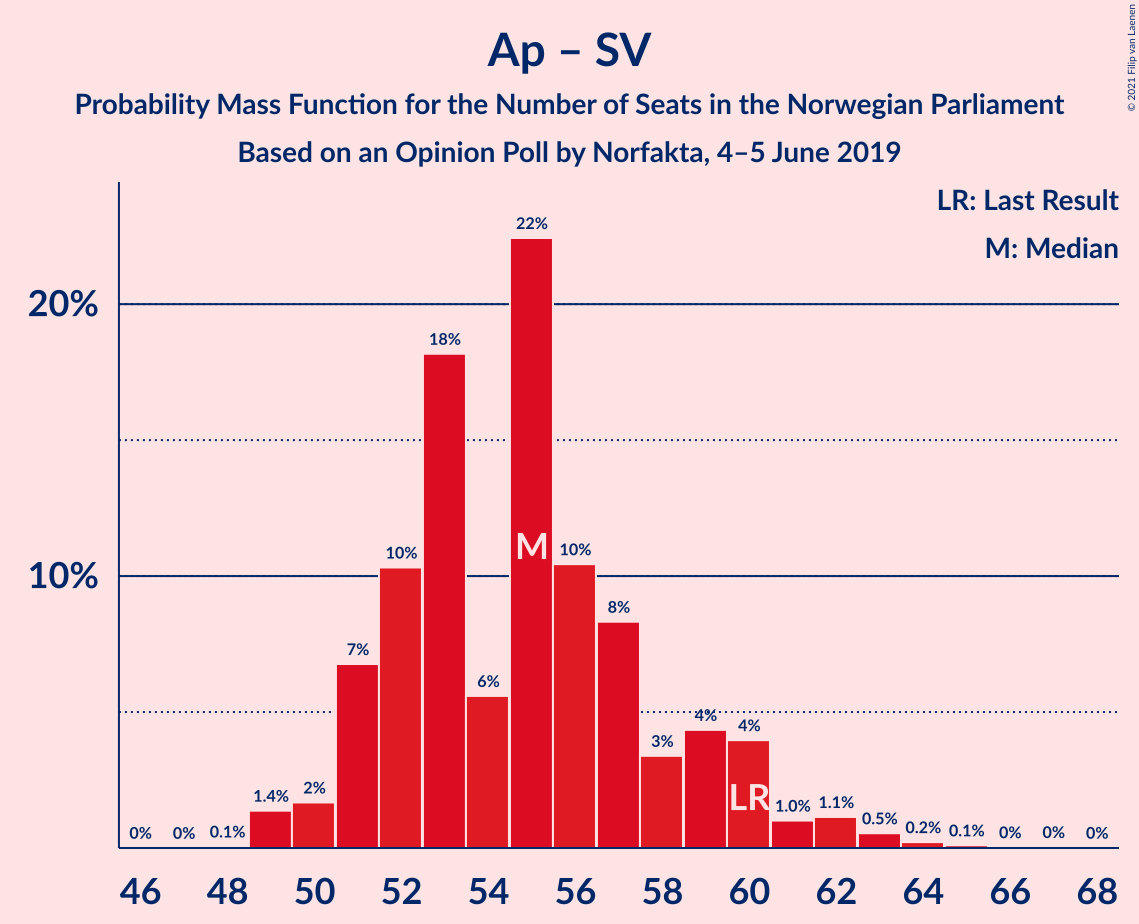 Ap – SV
Probability Mass Function for the Number of Seats in the Norwegian Parliament
Based on an Opinion Poll by Norfakta, 4–5 June 2019
© 2021 Filip van Laenen
LR: Last Result
M: Median
20%
10%
0% 0% 0.1% 1.4% 2% 7% 10% 18% 6% 22% 10% 8% 3% 4% 4% 1.0% 1.1% 0.5% 0.2% 0.1% 0% 0% 0%
M
LR
46 48 50 52 54 56 58 60 62 64 66 68